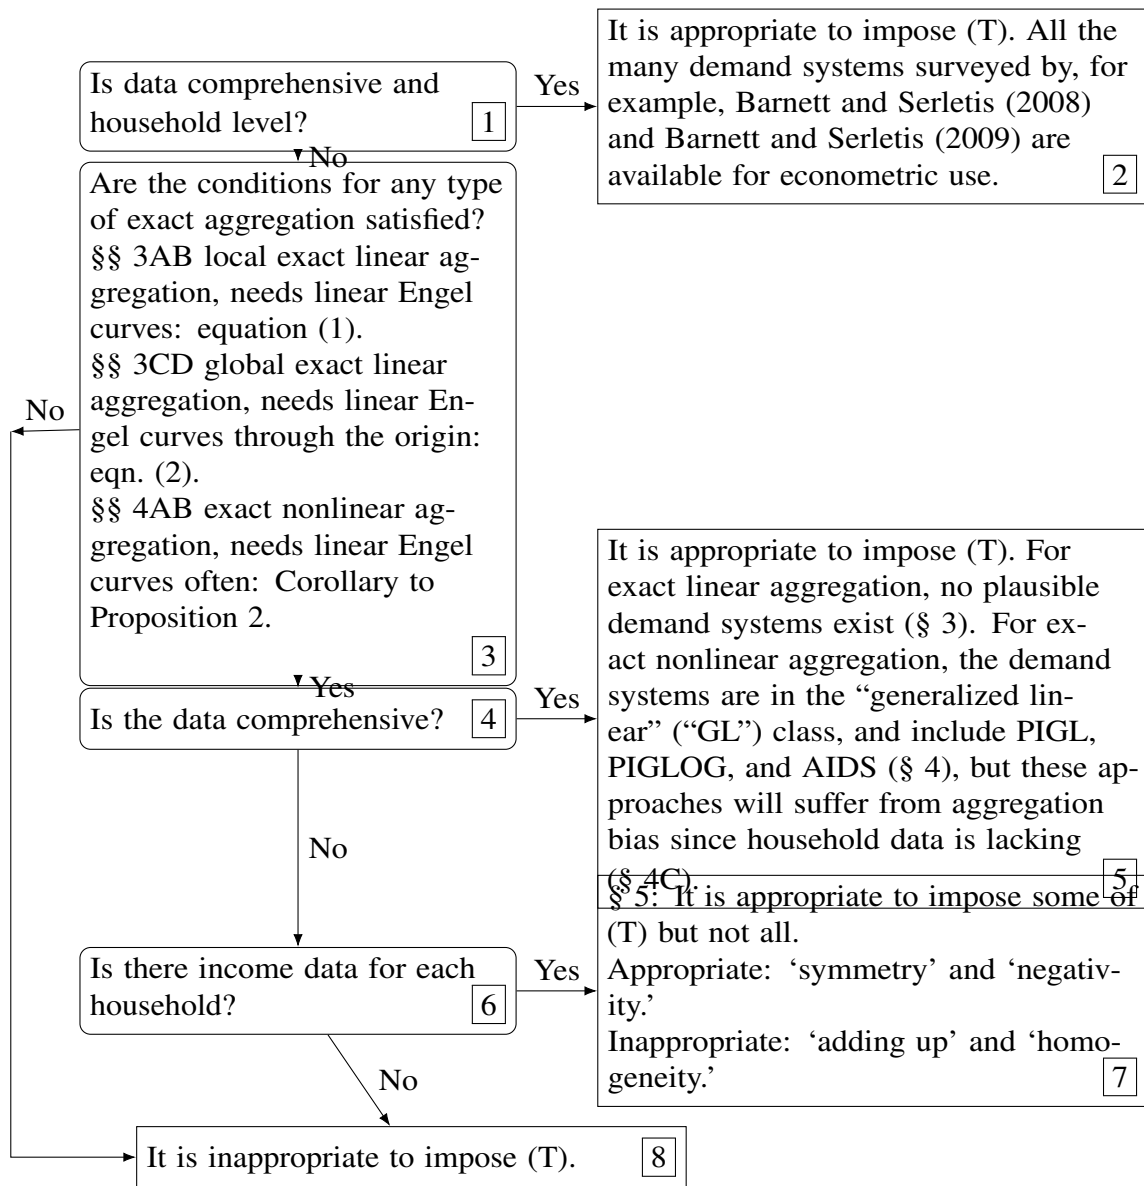 Is data comprehensive and
household level?
1
Yes
It is appropriate to impose (T). All the
many demand systems surveyed by, for
example, Barnett and Serletis (2008)
and Barnett and Serletis (2009) are
available for econometric use.
2
No
Are the conditions for any type
of exact aggregation satisfied?
§§ 3AB local exact linear ag-
gregation, needs linear Engel
curves: equation (1).
§§ 3CD global exact linear
aggregation, needs linear En-
gel curves through the origin:
eqn. (2).
§§ 4AB exact nonlinear ag-
gregation, needs linear Engel
curves often: Corollary to
Proposition 2.
3
No
Yes
Is the data comprehensive?
4
Yes
It is appropriate to impose (T). For
exact linear aggregation, no plausible
demand systems exist (§ 3). For ex-
act nonlinear aggregation, the demand
systems are in the “generalized lin-
ear” (“GL”) class, and include PIGL,
PIGLOG, and AIDS (§ 4), but these ap-
proaches will suffer from aggregation
bias since household data is lacking
(§ 4C).
5
No
Is there income data for each
household?
6
Yes
§ 5: It is appropriate to impose some of
(T) but not all.
Appropriate: ‘symmetry’ and ‘negativ-
ity.’
Inappropriate: ‘adding up’ and ‘homo-
geneity.’
7
No
It is inappropriate to impose (T).
8